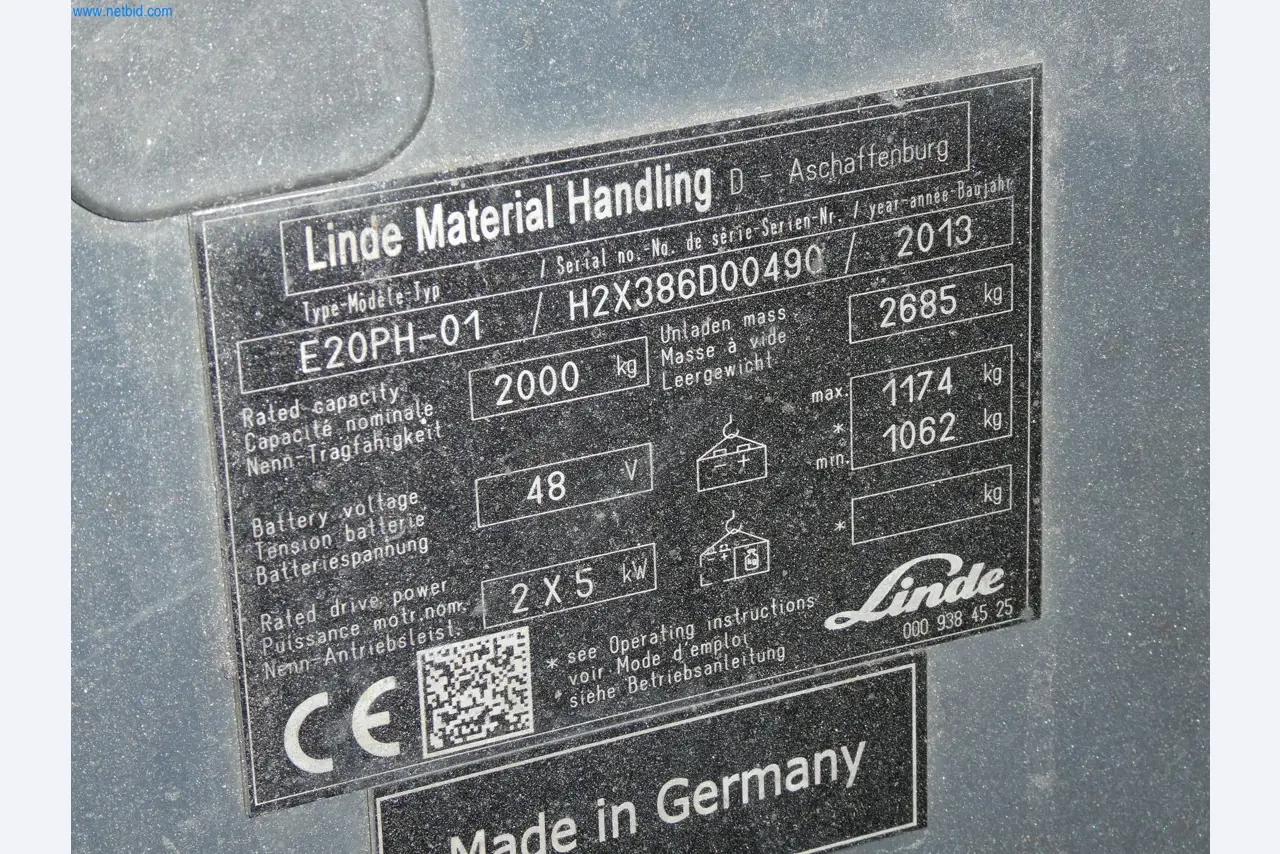 www.netbid.com
Linde Material Handling D - Aschaffenburg
Type-Modèle-Typ / Serial no.-No. de série-Serien-Nr. / year-année-Baujahr
E20PH-01 / H2X386D00490 / 2013
Rated capacity
Capacité nominale
Nenn-Tragfähigkeit
2000 kg
Unladen mass
Masse à vide
Leergewicht
2685 kg
Battery voltage
Tension batterie
Batteriespannung
48 V
- +
max. 1174 kg
* 1062 kg
min.
Rated drive power
Puissance motr.nom.
Nenn-Antriebsleist.
2 X 5 kW
- + kg
* kg
CE
* see Operating instructions
voir Mode d'emploi
siehe Betriebsanleitung
Linde
000 938 45 25
Made in Germany